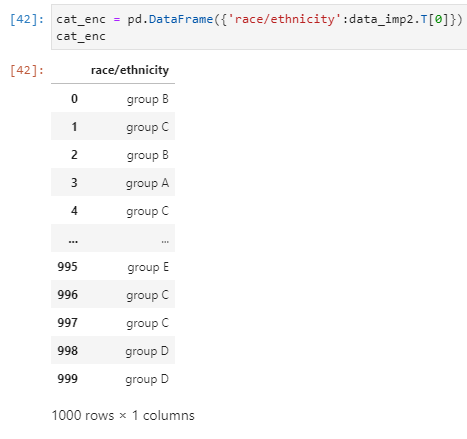 [42]: cat_enc = pd.DataFrame({'race/ethnicity':data_imp2.T[0]})
cat_enc
[42]: race/ethnicity
0 group B
1 group C
2 group B
3 group A
4 group C
... ...
995 group E
996 group C
997 group C
998 group D
999 group D
1000 rows × 1 columns